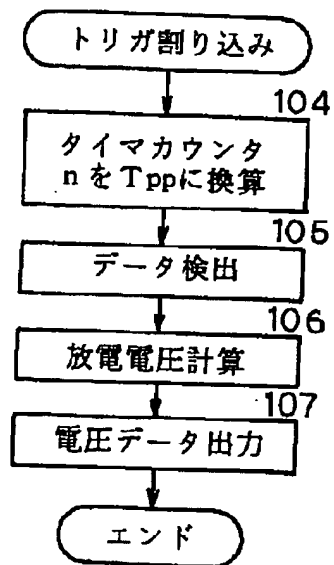 トリガ割り込み
104
タイマカウンタ
nをTppに換算
105
データ検出
106
放電電圧計算
107
電圧データ出力
エンド